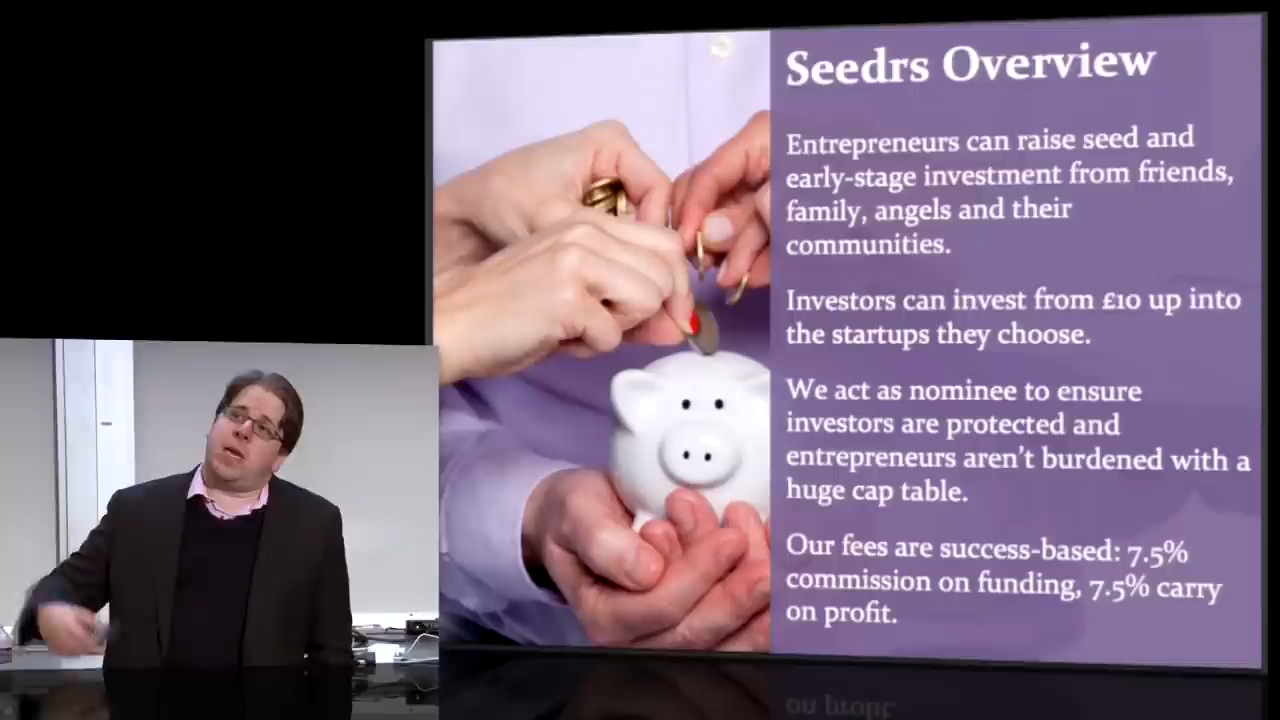 Seedrs Overview
Entrepreneurs can raise seed and
early-stage investment from friends,
family, angels and their
communities.
Investors can invest from £10 up into
the startups they choose.
We act as nominee to ensure
investors are protected and
entrepreneurs aren't burdened with a
huge cap table.
Our fees are success-based: 7.5%
commission on funding, 7.5% carry
on profit.